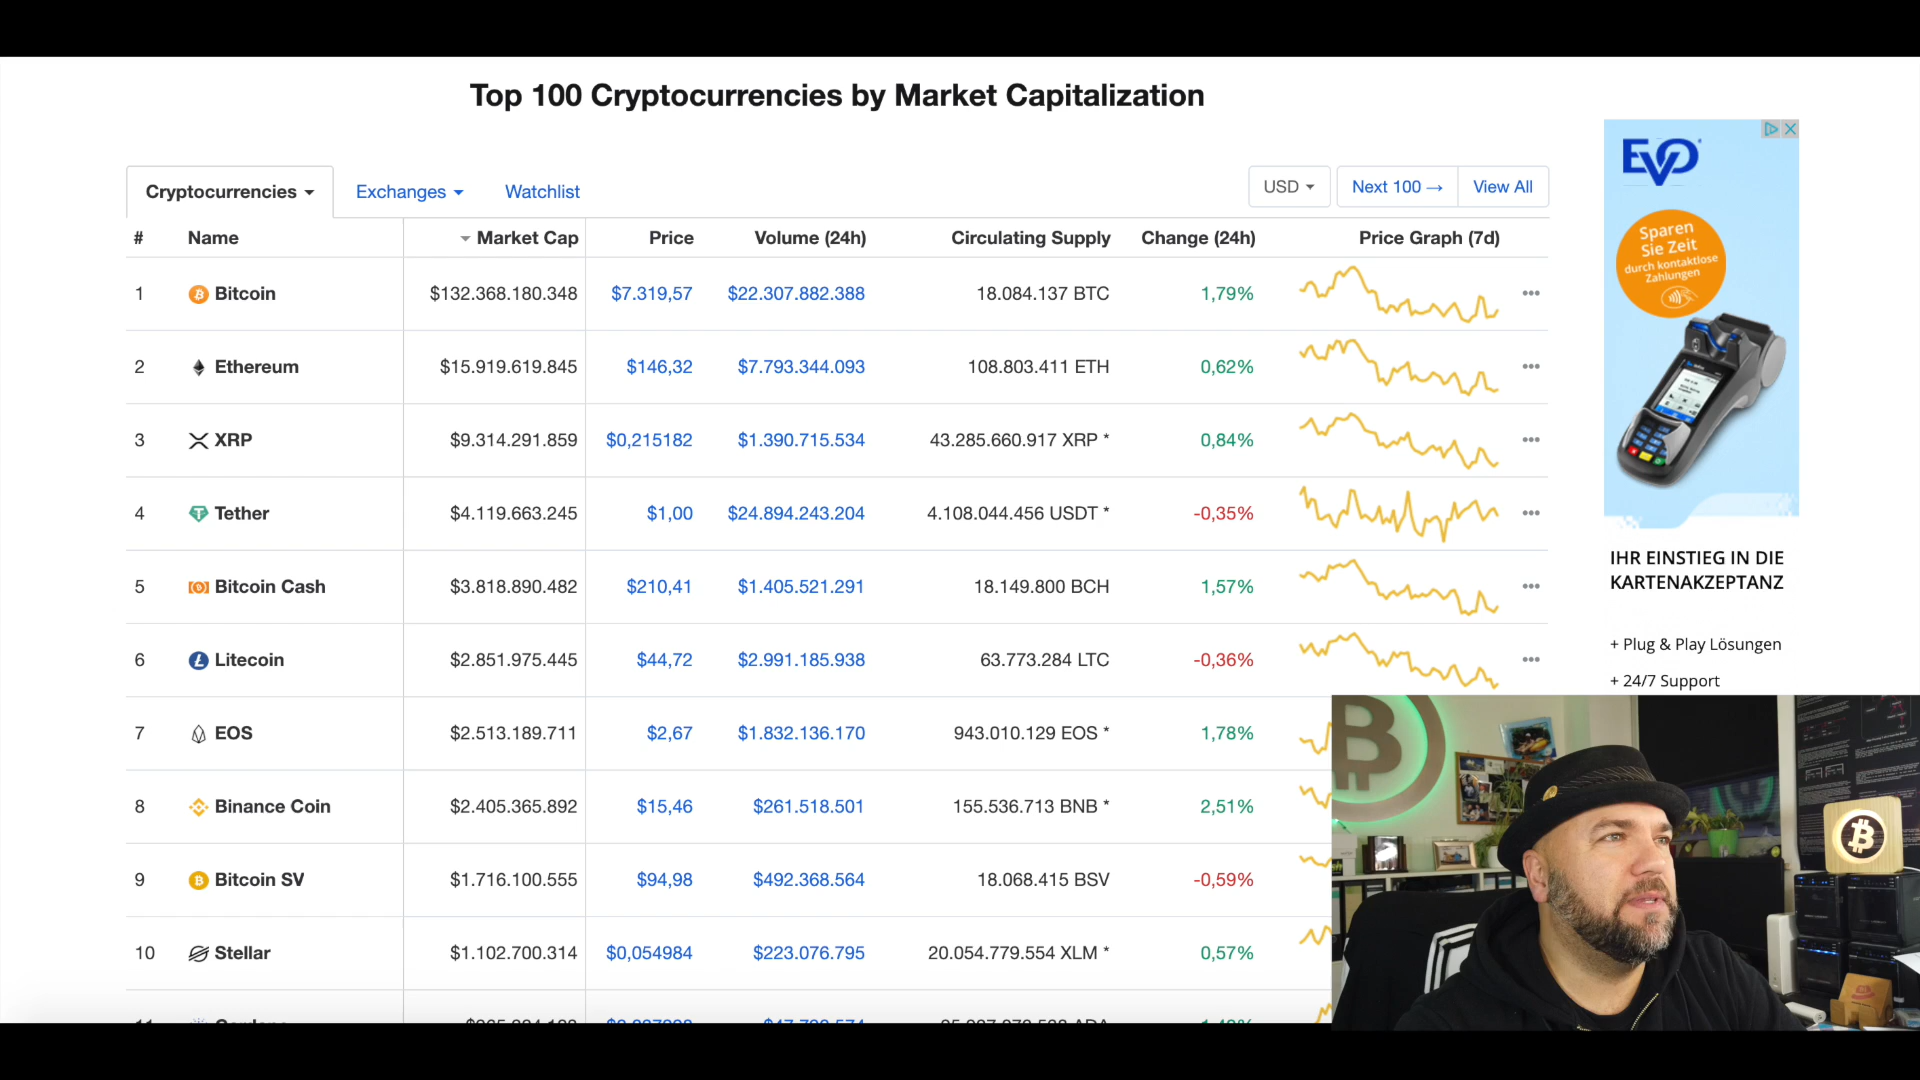 Top 100 Cryptocurrencies by Market Capitalization
Cryptocurrencies Exchanges Watchlist USD Next 100 → View All
# Name Market Cap Price Volume (24h) Circulating Supply Change (24h) Price Graph (7d)
1 Bitcoin $132.368.180.348 $7.319,57 $22.307.882.388 18.084.137 BTC 1,79%
2 Ethereum $15.919.619.845 $146,32 $7.793.344.093 108.803.411 ETH 0,62%
3 XRP $9.314.291.859 $0,215182 $1.390.715.534 43.285.660.917 XRP * 0,84%
4 Tether $4.119.663.245 $1,00 $24.894.243.204 4.108.044.456 USDT * -0,35%
5 Bitcoin Cash $3.818.890.482 $210,41 $1.405.521.291 18.149.800 BCH 1,57%
6 Litecoin $2.851.975.445 $44,72 $2.991.185.938 63.773.284 LTC -0,36%
7 EOS $2.513.189.711 $2,67 $1.832.136.170 943.010.129 EOS * 1,78%
8 Binance Coin $2.405.365.892 $15,46 $261.518.501 155.536.713 BNB * 2,51%
9 Bitcoin SV $1.716.100.555 $94,98 $492.368.564 18.068.415 BSV -0,59%
10 Stellar $1.102.700.314 $0,054984 $223.076.795 20.054.779.554 XLM * 0,57%
EVO
Sparen
Sie Zeit
durch kontaktlose
Zahlungen
IHR EINSTIEG IN DIE
KARTENAKZEPTANZ
+ Plug & Play Lösungen
+ 24/7 Support